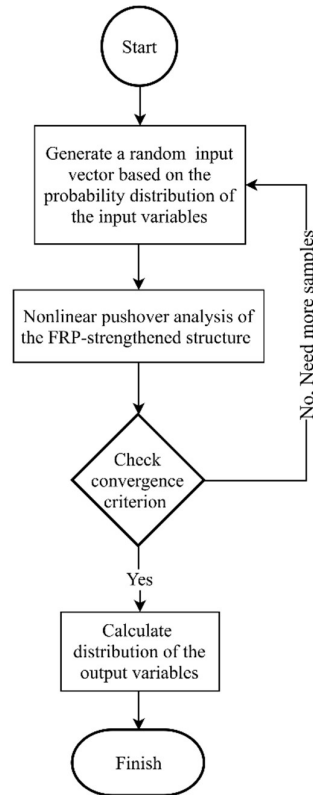 Start
Generate a random input
vector based on the
probability distribution of
the input variables
Nonlinear pushover analysis of
the FRP-strengthened structure
Check
convergence
criterion
No. Need more samples
Yes
Calculate
distribution of the
output variables
Finish